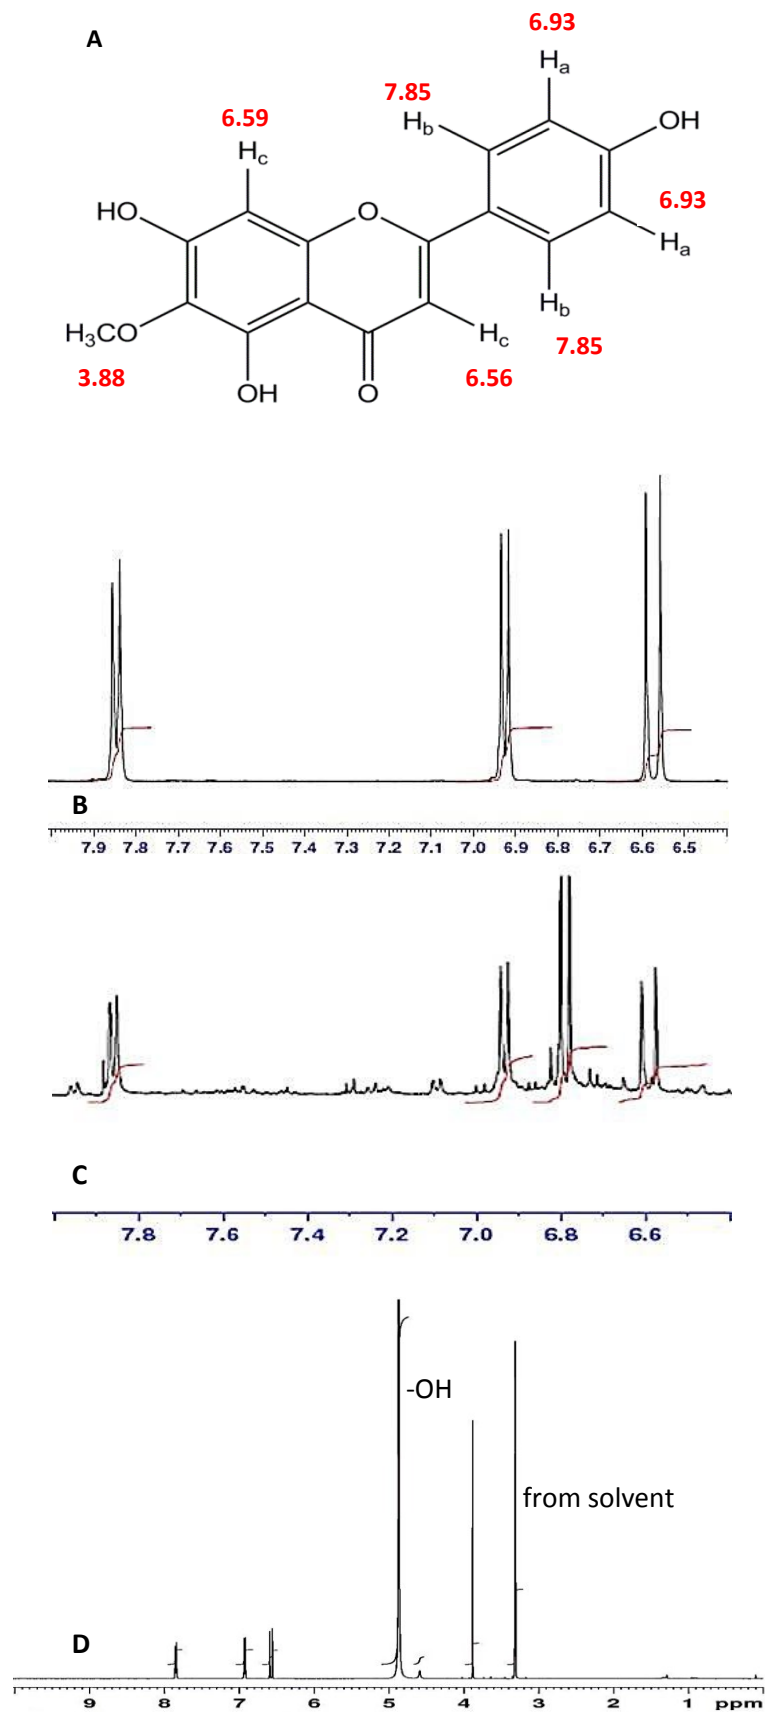 A
6.93
Ha
7.85
Hb
OH
6.59
Hc
HO
O
6.93
Ha
H3CO
Hc
Hb
7.85
3.88
OH
O
6.56
B
7.9 7.8 7.7 7.6 7.5 7.4 7.3 7.2 7.1 7.0 6.9 6.8 6.7 6.6 6.5
C
7.8 7.6 7.4 7.2 7.0 6.8 6.6
-OH
from solvent
D
9 8 7 6 5 4 3 2 1 ppm